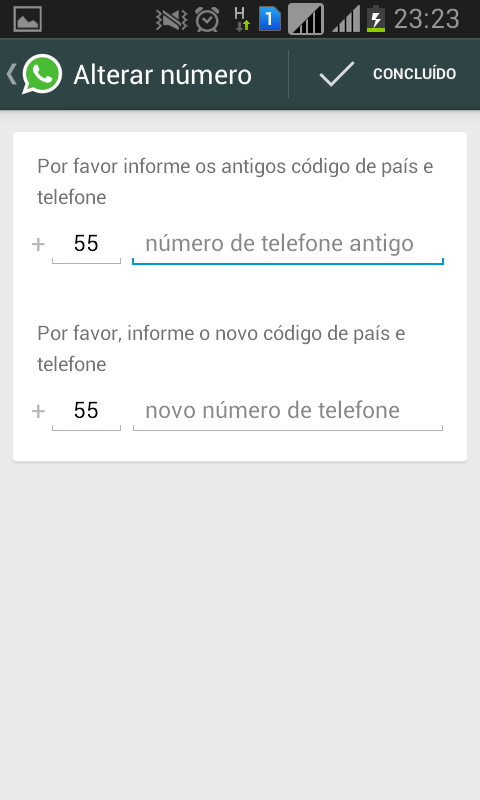 H 1 23:23
Alterar número CONCLUÍDO
Por favor informe os antigos código de país e
telefone
+ 55 número de telefone antigo
Por favor, informe o novo código de país e
telefone
+ 55 novo número de telefone